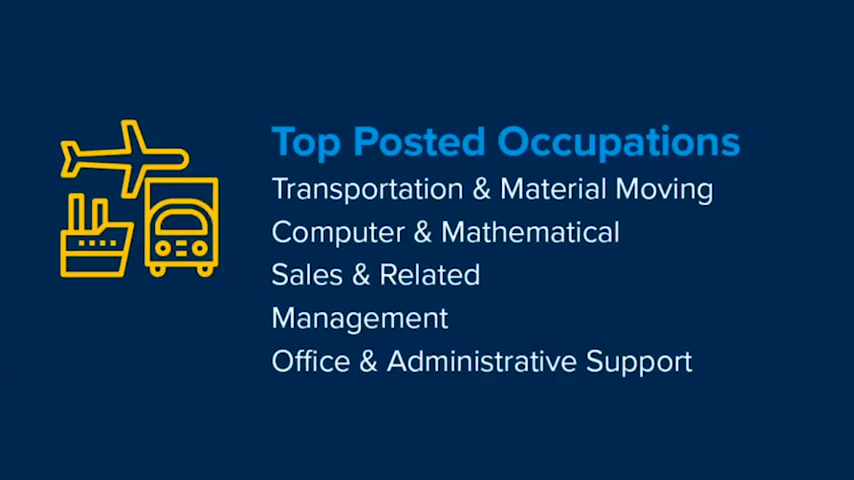 Top Posted Occupations
Transportation & Material Moving
Computer & Mathematical
Sales & Related
Management
Office & Administrative Support